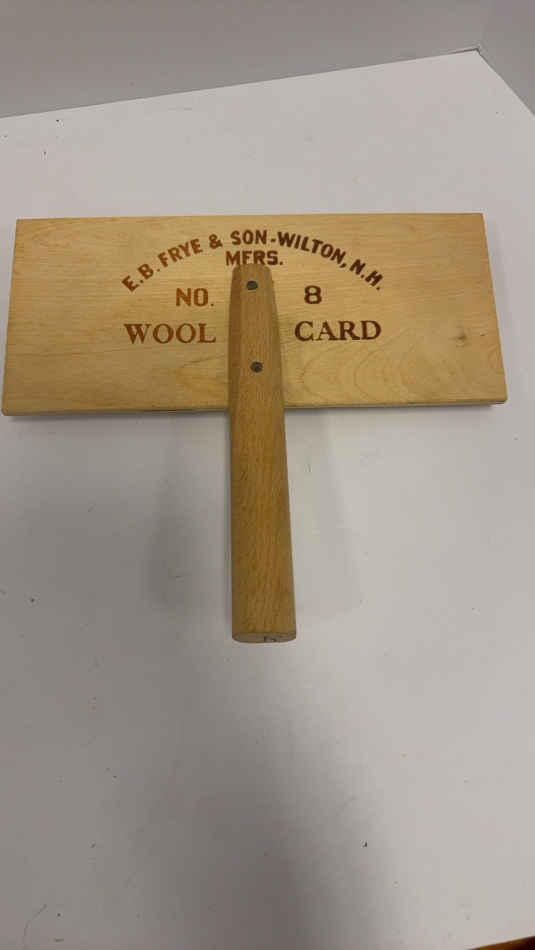 E.B. FRYE & SON-WILTON, N.H.
MFRS.
NO. 8
WOOL CARD